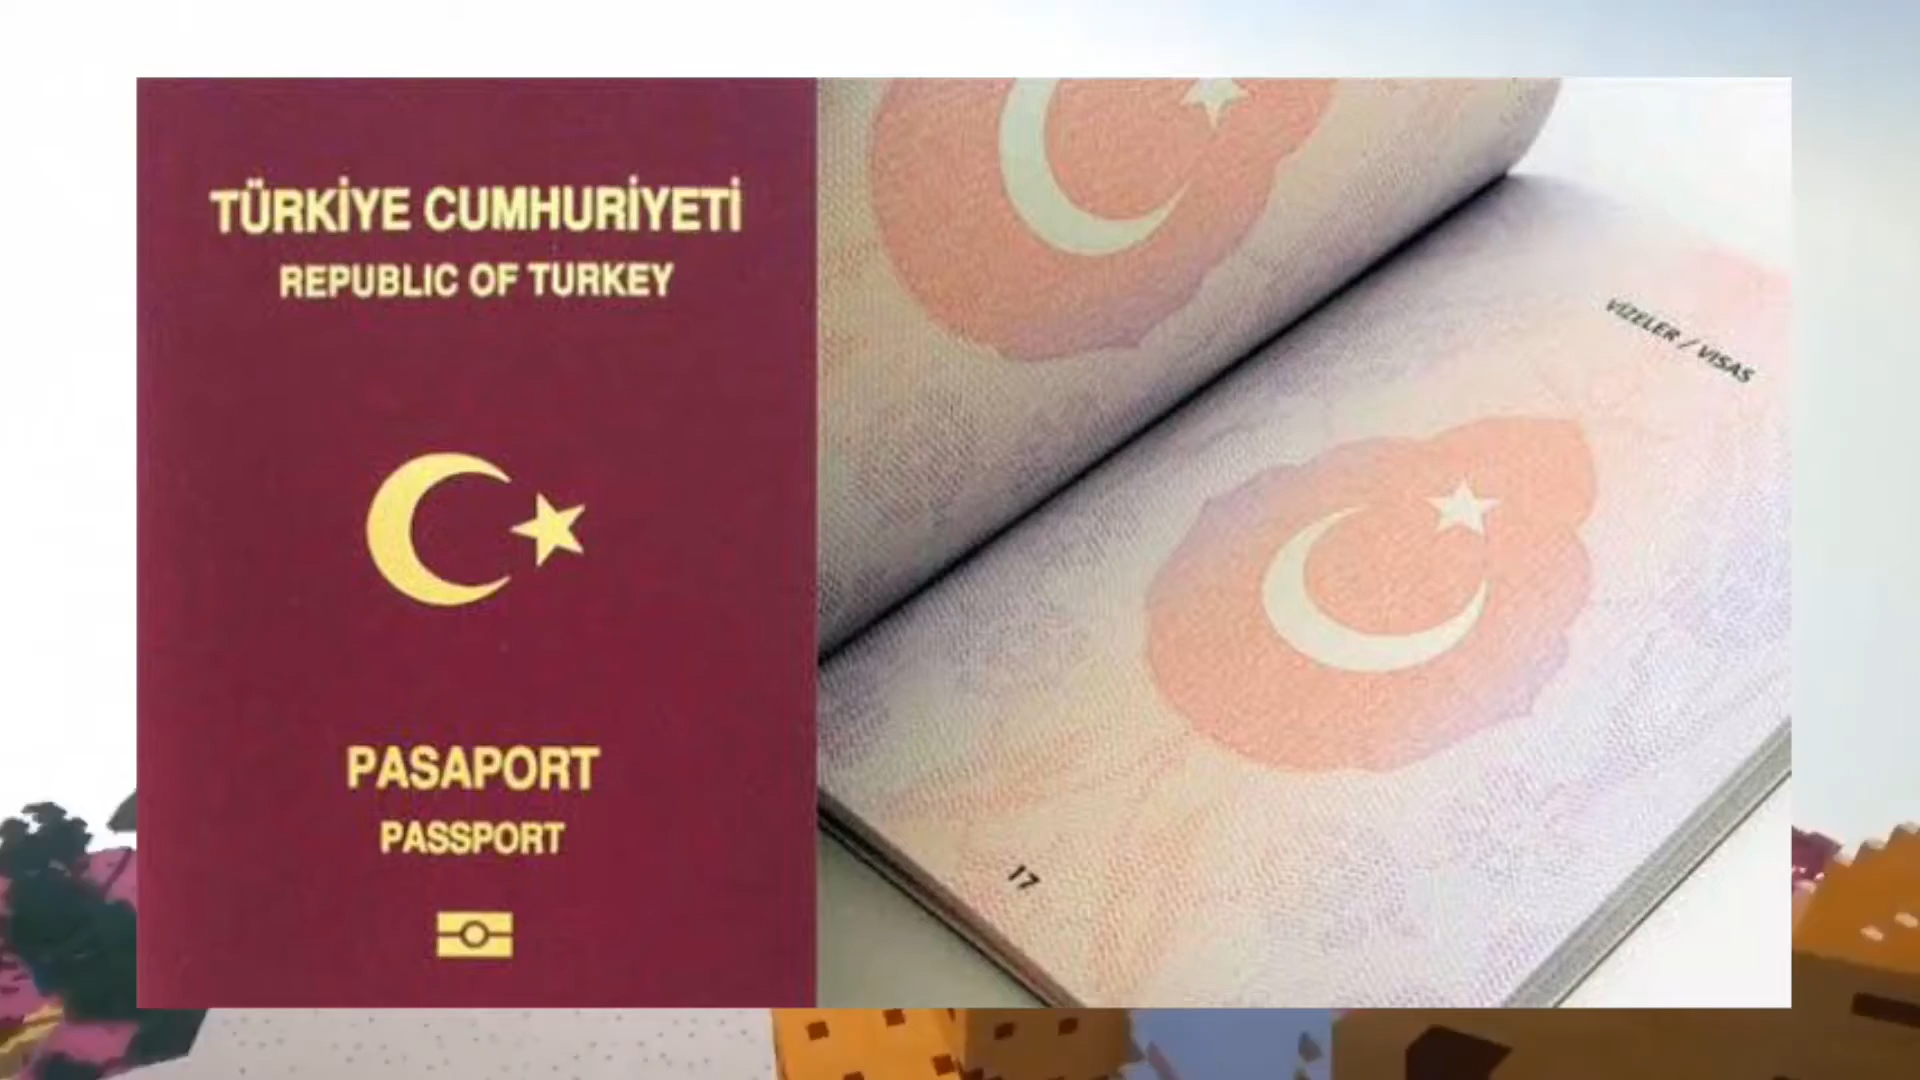 TÜRKİYE CUMHURİYETİ
REPUBLIC OF TURKEY
PASAPORT
PASSPORT
VİZELER / VISAS
17